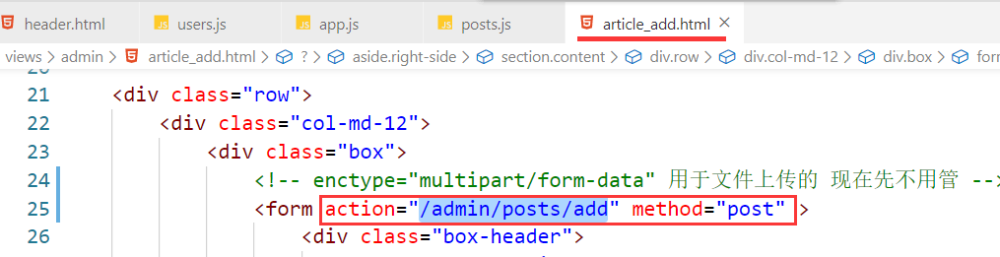 header.html users.js app.js posts.js article_add.html
views > admin > article_add.html > ? > aside.right-side > section.content > div.row > div.col-md-12 > div.box > for
21 <div class="row">
22 <div class="col-md-12">
23 <div class="box">
24 <!-- enctype="multipart/form-data" 用于文件上传的 现在先不用管 -->
25 <form action="/admin/posts/add" method="post" >
26 <div class="box-header">